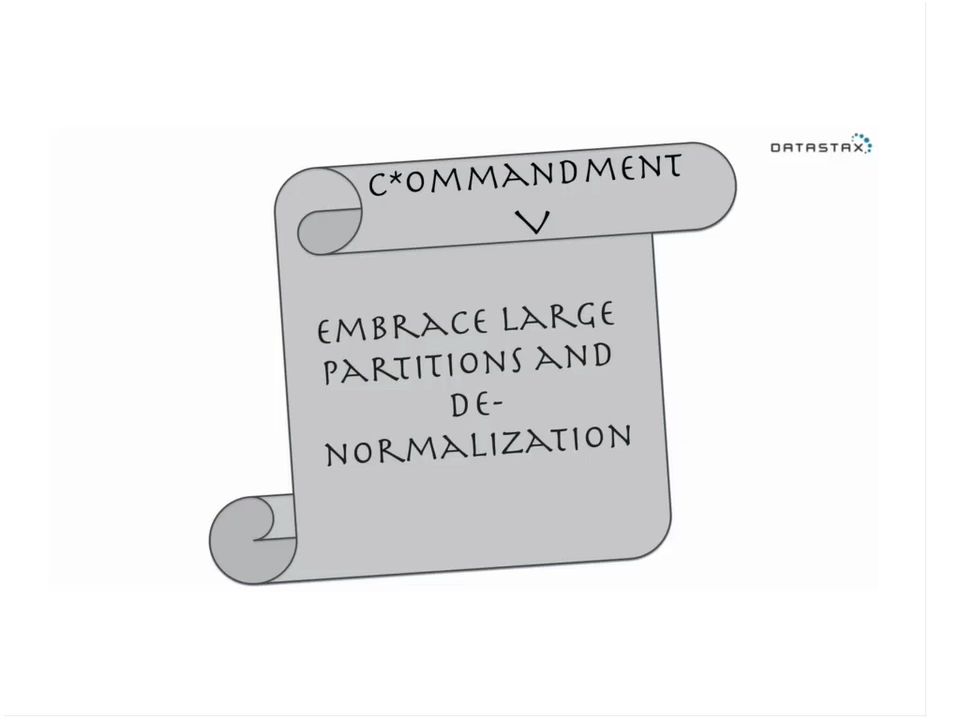 DATASTAX
C*OMMANDMENT
V
EMBRACE LARGE
PARTITIONS AND
DE-
NORMALIZATION